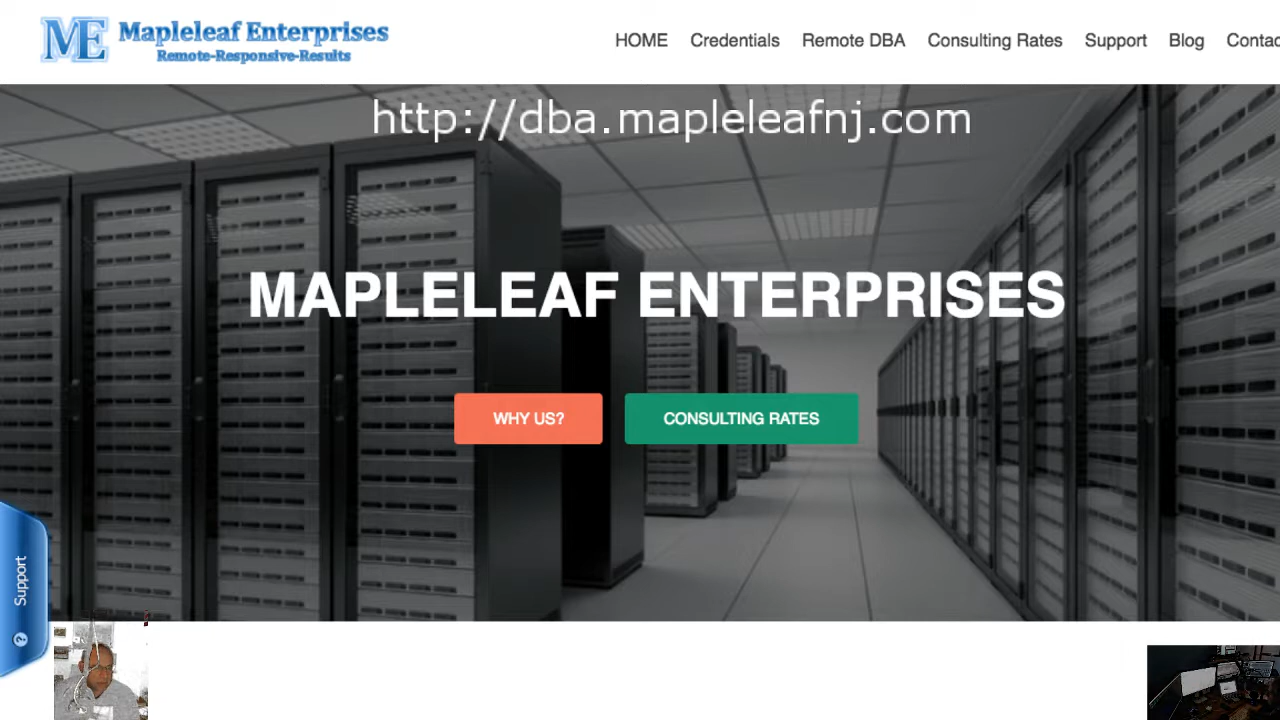 ME Mapleleaf Enterprises
Remote-Responsive-Results
HOME Credentials Remote DBA Consulting Rates Support Blog Contac
http://dba.mapleleafnj.com
MAPLELEAF ENTERPRISES
WHY US? CONSULTING RATES
Support
?